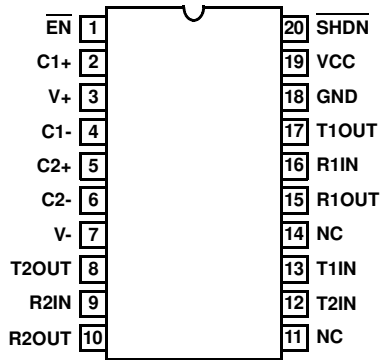 EN 1 20 SHDN
C1+ 2 19 VCC
V+ 3 18 GND
C1- 4 17 T1OUT
C2+ 5 16 R1IN
C2- 6 15 R1OUT
V- 7 14 NC
T2OUT 8 13 T1IN
R2IN 9 12 T2IN
R2OUT 10 11 NC